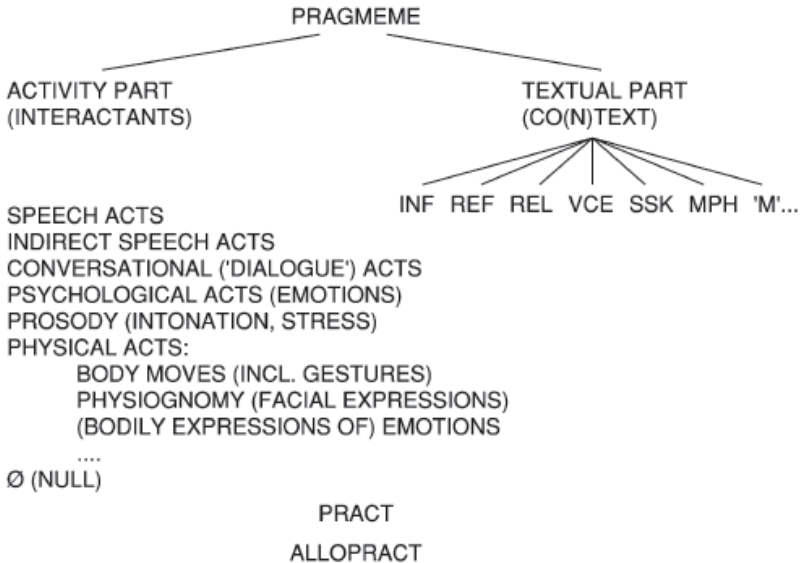 PRAGMEME
ACTIVITY PART
(INTERACTANTS)
TEXTUAL PART
(CO(N)TEXT)
INF REF REL VCE SSK MPH 'M'...
SPEECH ACTS
INDIRECT SPEECH ACTS
CONVERSATIONAL ('DIALOGUE') ACTS
PSYCHOLOGICAL ACTS (EMOTIONS)
PROSODY (INTONATION, STRESS)
PHYSICAL ACTS:
BODY MOVES (INCL. GESTURES)
PHYSIOGNOMY (FACIAL EXPRESSIONS)
(BODILY EXPRESSIONS OF) EMOTIONS
....
Ø (NULL)
PRACT
ALLOPRACT